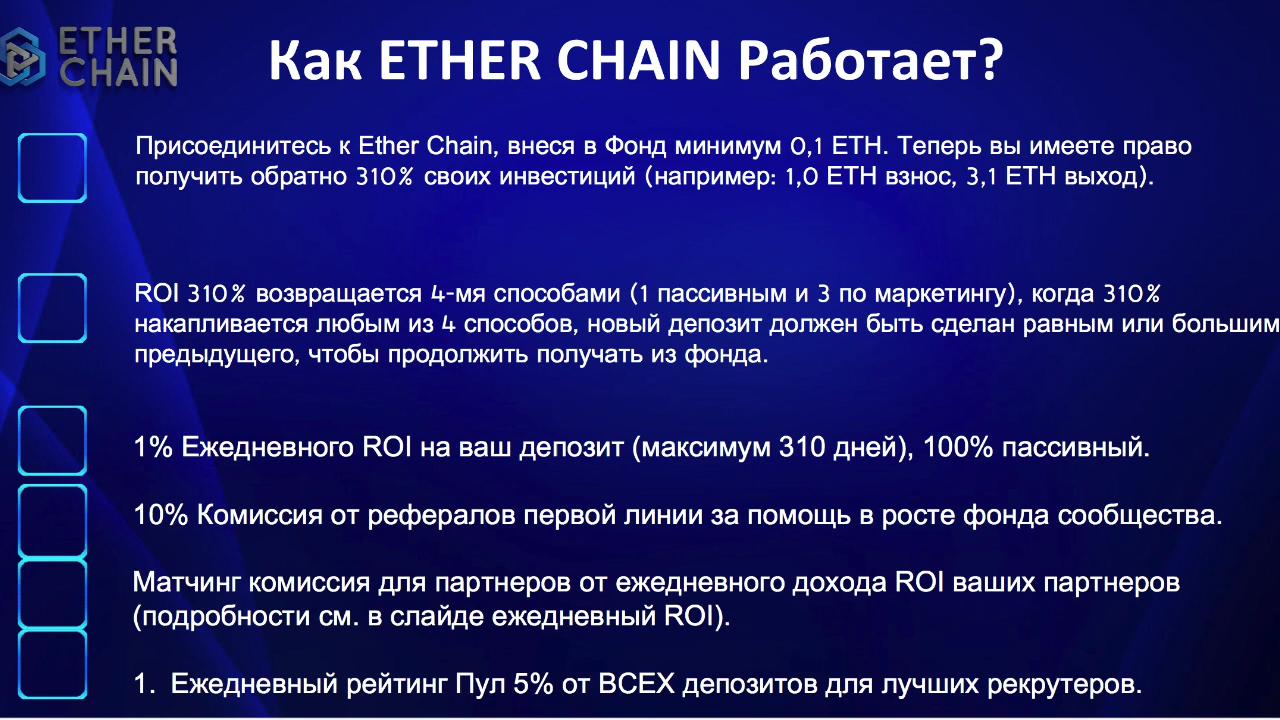 ETHER
CHAIN
Как ETHER CHAIN Работает?
Присоединитесь к Ether Chain, внеся в Фонд минимум 0,1 ETH. Теперь вы имеете право
получить обратно 310% своих инвестиций (например: 1,0 ETH взнос, 3,1 ETH выход).
ROI 310% возвращается 4-мя способами (1 пассивным и 3 по маркетингу), когда 310%
накапливается любым из 4 способов, новый депозит должен быть сделан равным или большим
предыдущего, чтобы продолжить получать из фонда.
1% Ежедневного ROI на ваш депозит (максимум 310 дней), 100% пассивный.
10% Комиссия от рефералов первой линии за помощь в росте фонда сообщества.
Матчинг комиссия для партнеров от ежедневного дохода ROI ваших партнеров
(подробности см. в слайде ежедневный ROI).
1. Ежедневный рейтинг Пул 5% от ВСЕХ депозитов для лучших рекрутеров.